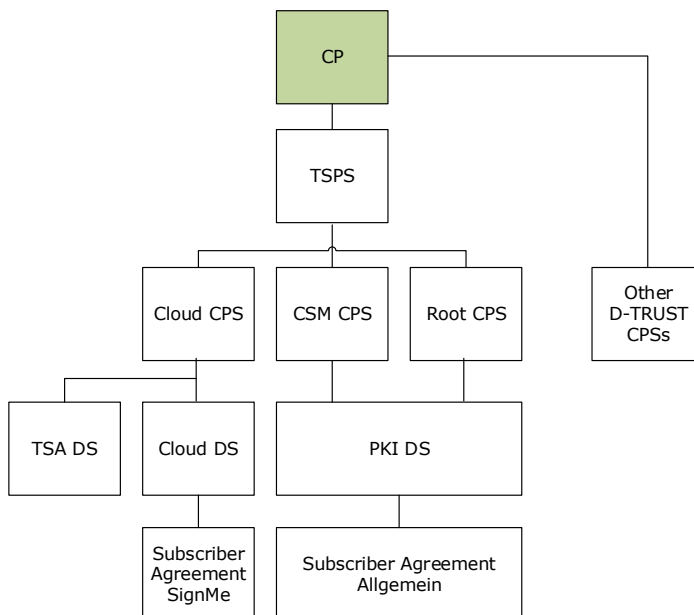 CP
TSPS
Cloud CPS
CSM CPS
Root CPS
Other
D-TRUST
CPSs
TSA DS
Cloud DS
PKI DS
Subscriber
Agreement
SignMe
Subscriber Agreement
Allgemein